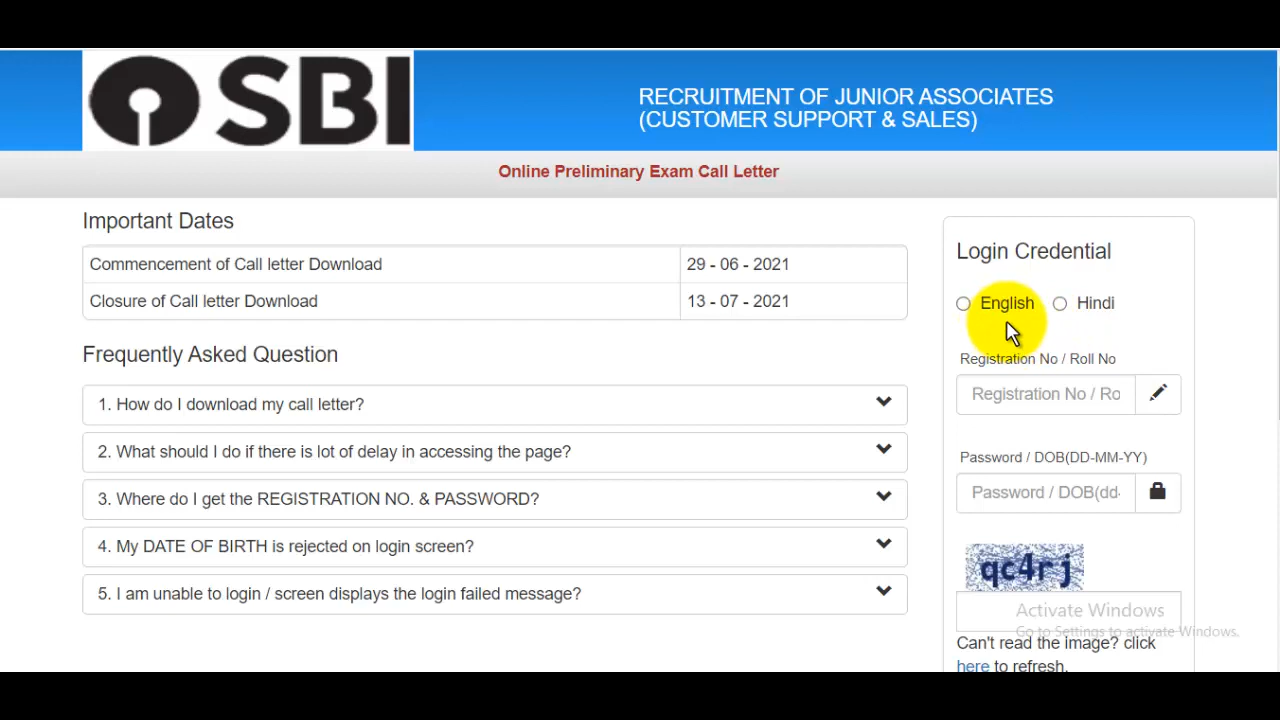 SBI
RECRUITMENT OF JUNIOR ASSOCIATES
(CUSTOMER SUPPORT & SALES)
Online Preliminary Exam Call Letter
Important Dates
Commencement of Call letter Download 29 - 06 - 2021
Closure of Call letter Download 13 - 07 - 2021
Frequently Asked Question
1. How do I download my call letter?
2. What should I do if there is lot of delay in accessing the page?
3. Where do I get the REGISTRATION NO. & PASSWORD?
4. My DATE OF BIRTH is rejected on login screen?
5. I am unable to login / screen displays the login failed message?
Login Credential
English Hindi
Registration No / Roll No
Registration No / Ro
Password / DOB(DD-MM-YY)
Password / DOB(dd-
qc4rj
Activate Windows
Go to Settings to activate Windows.
Can't read the image? click
here to refresh.